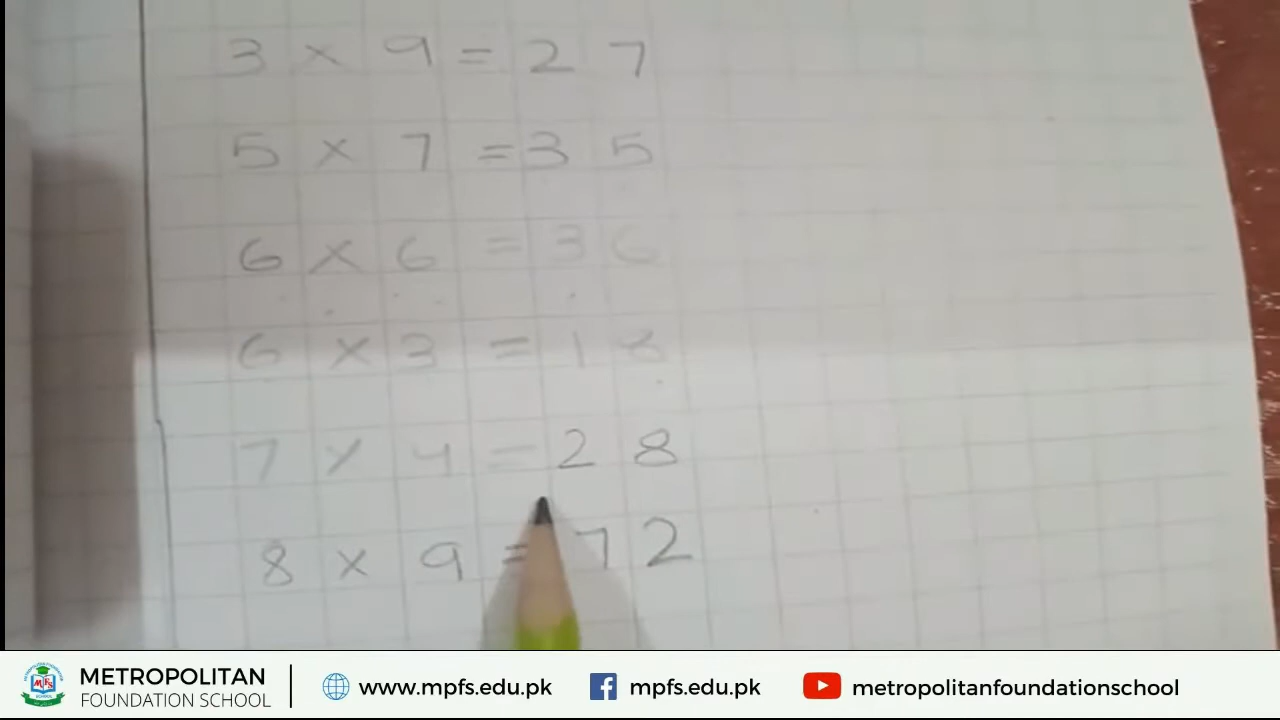 3 × 9 = 27
5 × 7 = 35
6 × 6 = 36
6 × 3 = 18
7 × 4 = 28
8 × 9 = 72
METROPOLITAN
FOUNDATION SCHOOL
www.mpfs.edu.pk
mpfs.edu.pk
metropolitanfoundationschool